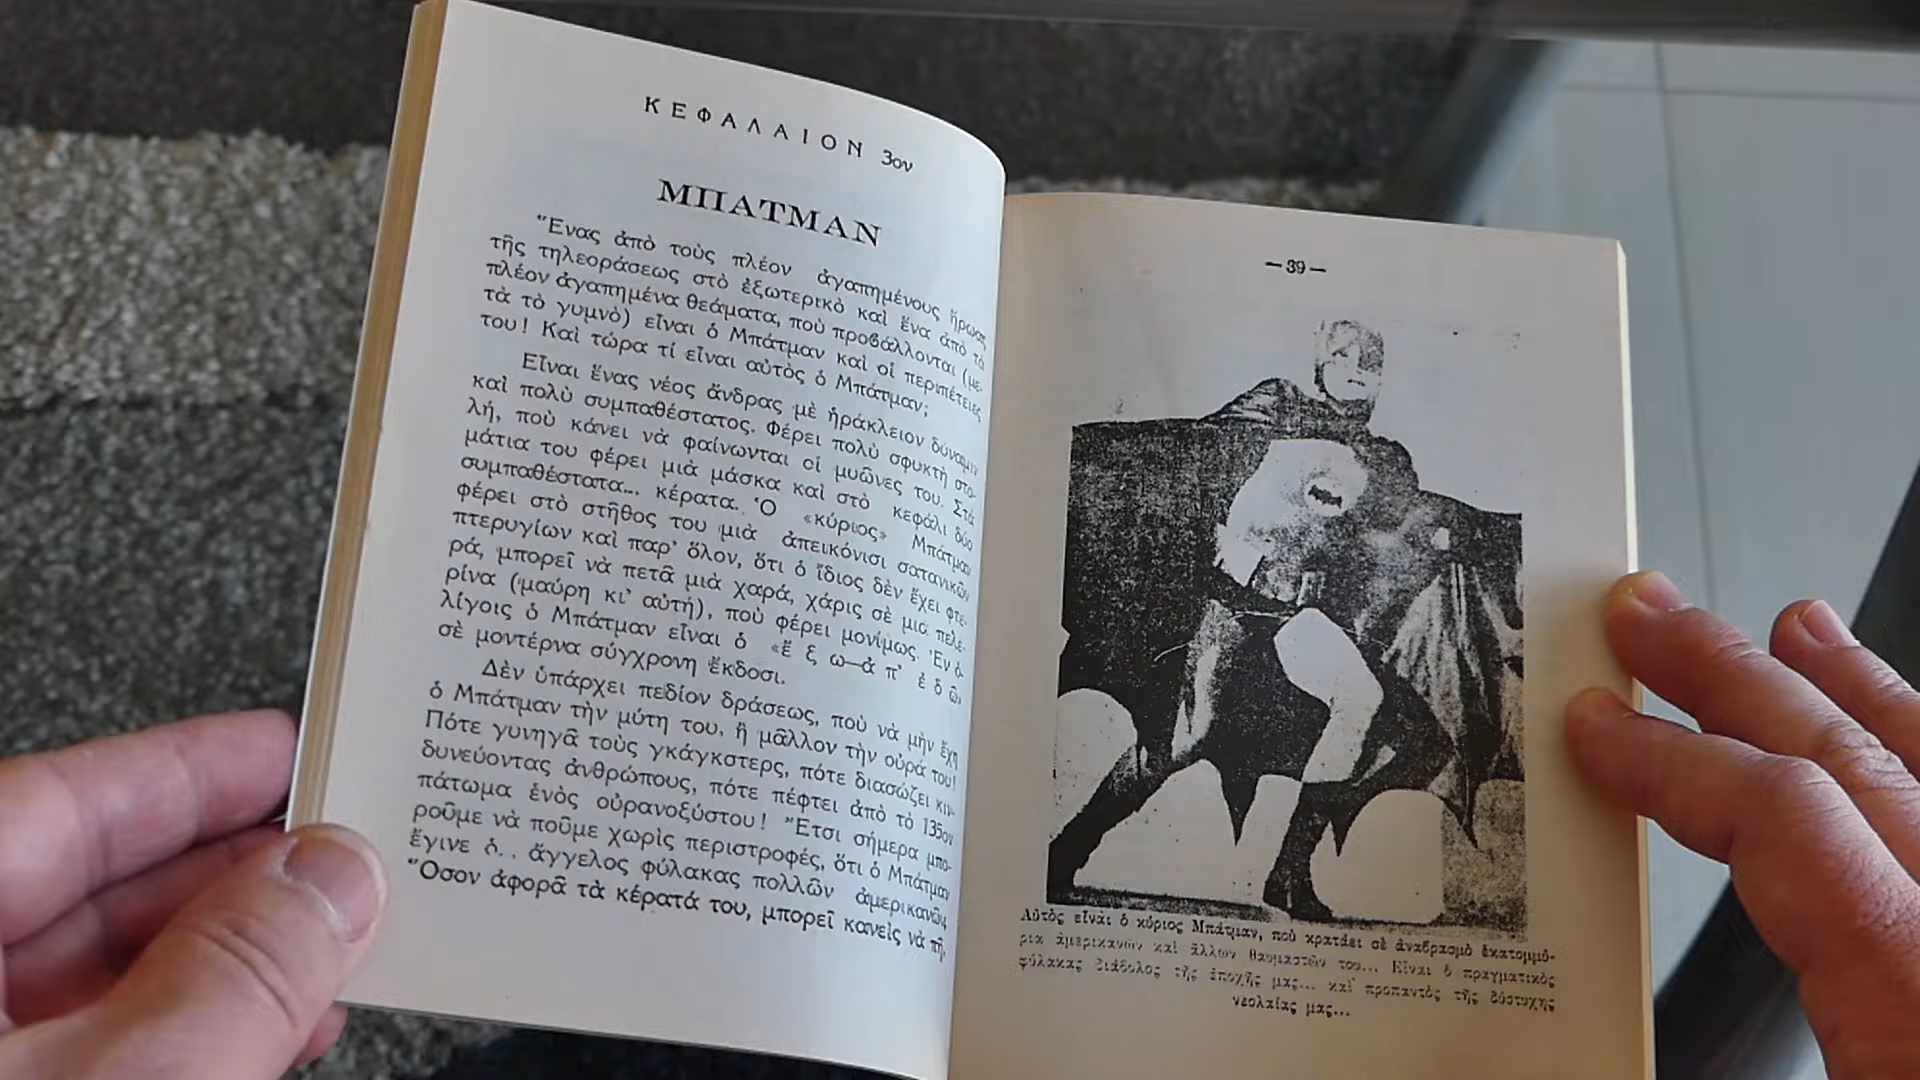 ΚΕΦΑΛΑΙΟΝ 3ον
ΜΠΑΤΜΑΝ
Ἕνας ἀπὸ τοὺς πλέον ἀγαπημένους ἥρωας
τῆς τηλεοράσεως στὸ ἐξωτερικὸ καὶ ἕνα ἀπὸ τὰ
πλέον ἀγαπημένα θεάματα, ποὺ προβάλλονται (με-
τὰ τὸ γυμνὸ) εἶναι ὁ Μπάτμαν καὶ οἱ περιπέτειες
του! Καὶ τώρα τί εἶναι αὐτὸς ὁ Μπάτμαν;
Εἶναι ἕνας νέος ἄνδρας μὲ ἡράκλειον δύναμιν
καὶ πολὺ συμπαθέστατος. Φέρει πολὺ σφυκτὴ στο-
λή, ποὺ κάνει νὰ φαίνωνται οἱ μυῶνες του. Στὰ
μάτια του φέρει μιὰ μάσκα καὶ στὸ κεφάλι δύο
συμπαθέστατα... κέρατα. Ὁ «κύριος» Μπάτμαν
φέρει στὸ στῆθος του μιὰ ἀπεικόνισι σατανικῶν
πτερυγίων καὶ παρ' ὅλον, ὅτι ὁ ἴδιος δὲν ἔχει φτε-
ρά, μπορεῖ νὰ πετᾶ μιὰ χαρά, χάρις σὲ μιὰ πελε-
ρίνα (μαύρη κι' αὐτή), ποὺ φέρει μονίμως. Ἐν ὀ-
λίγοις ὁ Μπάτμαν εἶναι ὁ «ἔ ξ ω—ἀ π' ἐ δ ῶ»
σὲ μοντέρνα σύγχρονη ἔκδοσι.
Δὲν ὑπάρχει πεδίον δράσεως, ποὺ νὰ μὴν ἔχῃ
ὁ Μπάτμαν τὴν μύτη του, ἢ μᾶλλον τὴν οὐρά του!
Πότε γυνηγᾶ τοὺς γκάγκστερς, πότε διασώζει κιν-
δυνεύοντας ἀνθρώπους, πότε πέφτει ἀπὸ τὸ 135ον
πάτωμα ἑνὸς οὐρανοξύστου! Ἔτσι σήμερα μπο-
ροῦμε νὰ ποῦμε χωρὶς περιστροφές, ὅτι ὁ Μπάτμαν
ἔγινε ὁ.. ἄγγελος φύλακας πολλῶν ἀμερικανῶν,
Ὅσον ἀφορᾶ τὰ κέρατά του, μπορεῖ κανεὶς νὰ πῆ,
— 39 —
Αὐτὸς εἶναι ὁ κύριος Μπάτμαν, ποὺ κρατάει σὲ ἀναβρασμὸ ἑκατομμύ-
ρια ἀμερικανῶν καὶ ἄλλων θαυμαστῶν του... Εἶναι ὁ πραγματικὸς
φύλακας διάβολος τῆς ἐποχῆς μας... καὶ προπαντὸς τῆς δύστυχης
νεολαίας μας...